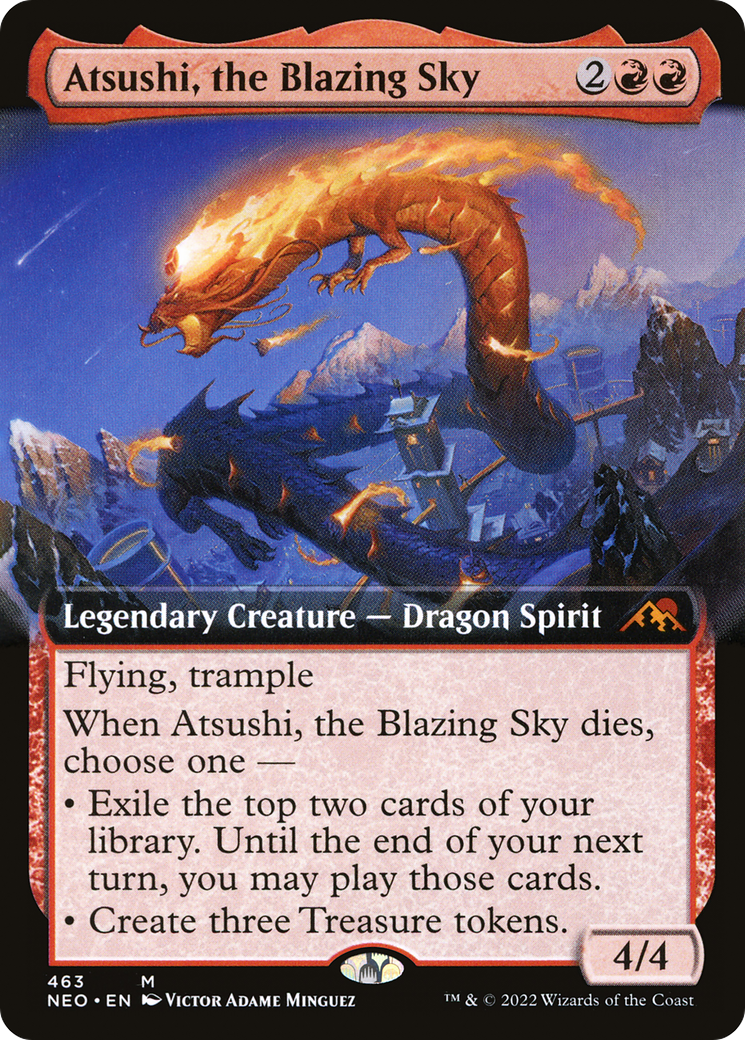 Atsushi, the Blazing Sky 2
Legendary Creature — Dragon Spirit
Flying, trample
When Atsushi, the Blazing Sky dies,
choose one —
• Exile the top two cards of your
library. Until the end of your next
turn, you may play those cards.
• Create three Treasure tokens.
4/4
463 M
NEO • EN Victor Adame Minguez ™ & © 2022 Wizards of the Coast